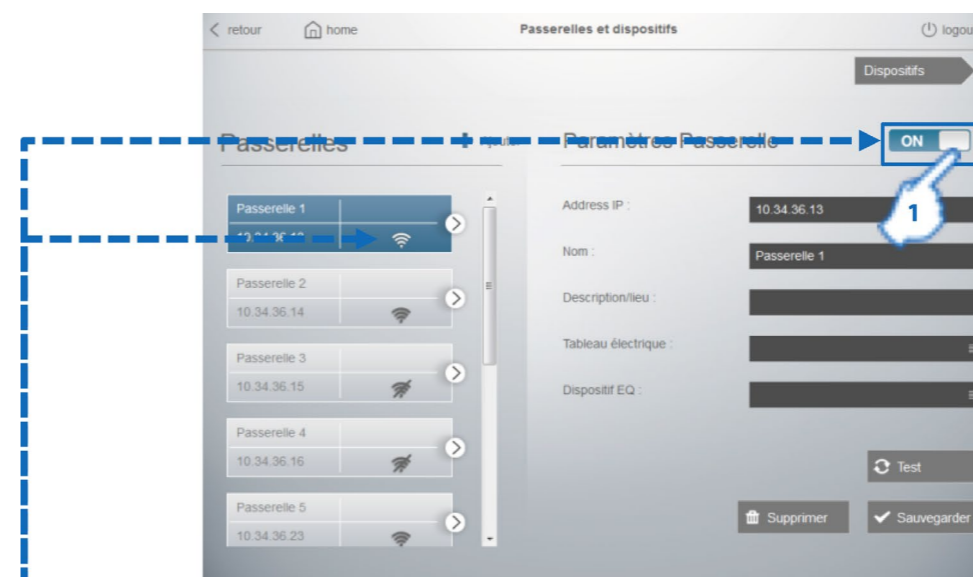 retour home Passerelles et dispositifs logou
Dispositifs
Passerelles Paramètres Passerelle ON
1
Passerelle 1
Address IP : 10.34.36.13
Nom : Passerelle 1
Passerelle 2
10.34.36.14
Description/lieu :
Passerelle 3
10.34.36.15
Tableau électrique :
Dispositif EQ :
Passerelle 4
10.34.36.16
Test
Passerelle 5
10.34.36.23
Supprimer Sauvegarder